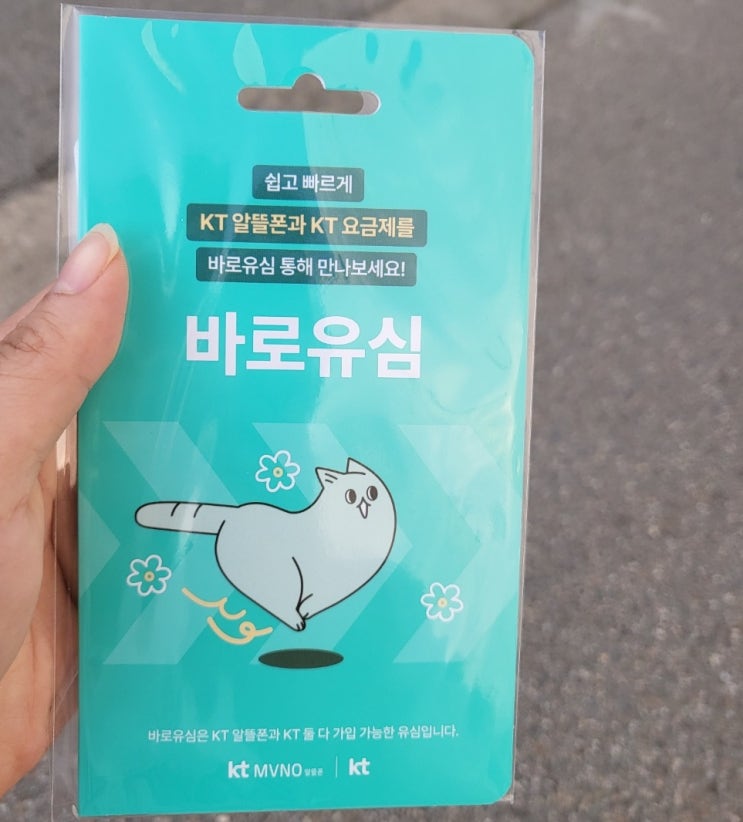 쉽고 빠르게
KT 알뜰폰과 KT 요금제를
바로유심 통해 만나보세요!
바로유심
바로유심은 KT 알뜰폰과 KT 둘 다 가입 가능한 유심입니다.
kt MVNO 알뜰폰 | kt